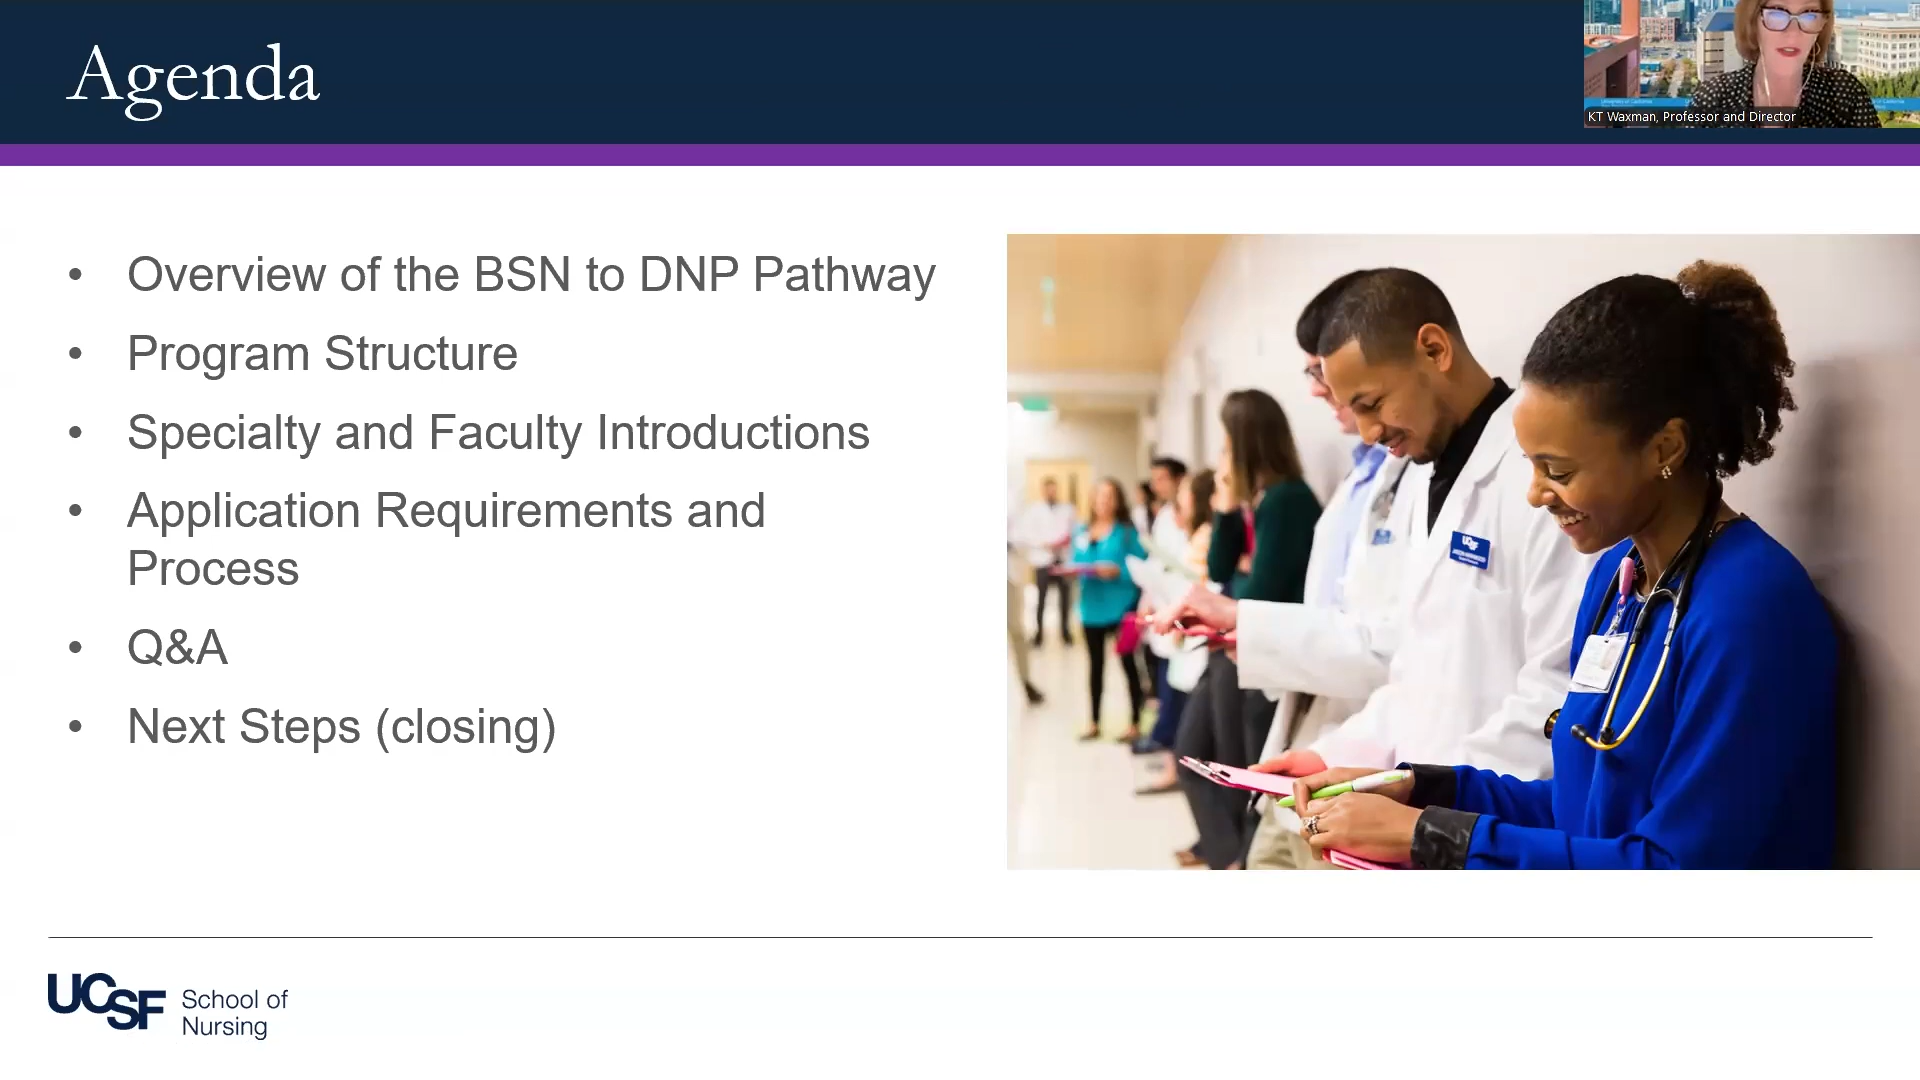 Agenda
KT Waxman, Professor and Director
• Overview of the BSN to DNP Pathway
• Program Structure
• Specialty and Faculty Introductions
• Application Requirements and
Process
• Q&A
• Next Steps (closing)
UCSF
UCSF School of
Nursing